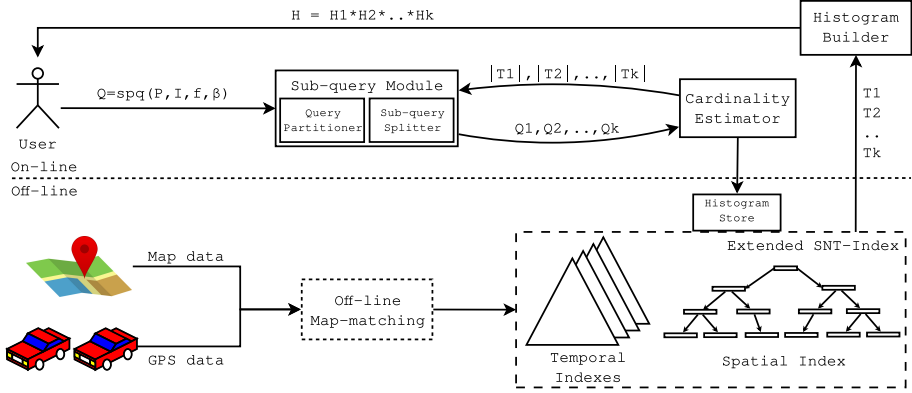 H = H1*H2*..*Hk
Histogram
Builder
Sub-query Module
|T1|,|T2|,..,|Tk|
Q=spq(P,I,f,β)
Query
Partitioner
Sub-query
Splitter
Cardinality
Estimator
T1
T2
..
Tk
Q1,Q2,..,Qk
User
On-line
Off-line
Histogram
Store
Extended SNT-Index
Map data
Off-line
Map-matching
GPS data
Temporal
Indexes
Spatial Index